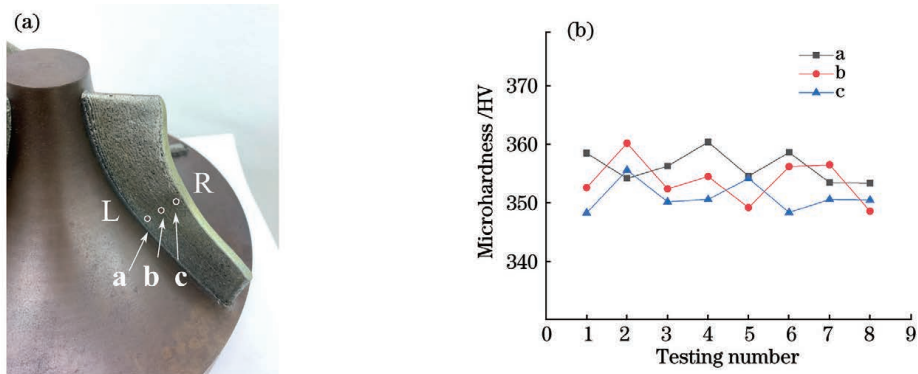 (a)
R
L
a b c
(b)
a
b
c
370
360
350
340
Microhardness /HV
0 1 2 3 4 5 6 7 8 9
Testing number